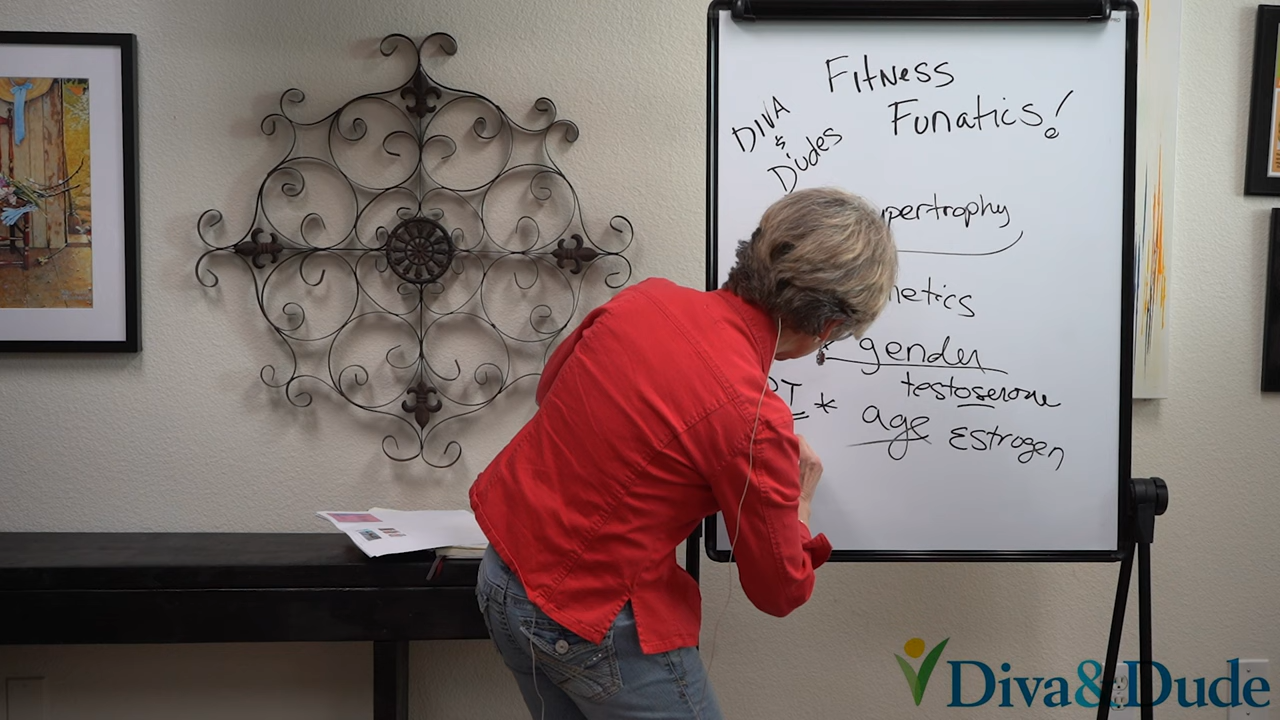 Fitness
Funatics!
DIVA
&
Dudes
pertrophy
netics
* gender
testoserone
* age
Estrogen
Diva&Dude